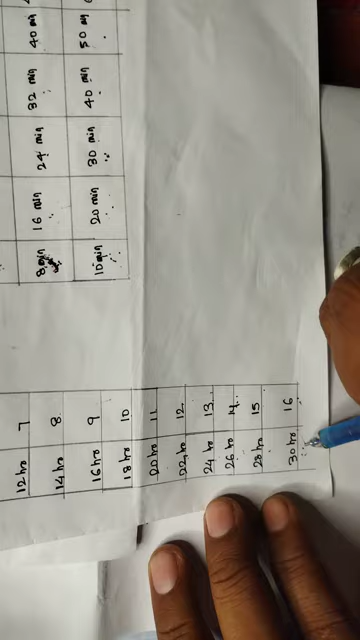 12 hr 7
14 hr 8
16 hr 9
18 hr 10
20 hr 11
22 hr 12
24 hr 13
26 hr 14
28 hr 15
30 hr 16
8 min 16 min 24 min 32 min 40 m
10 min 20 min 30 min 40 min 50 m